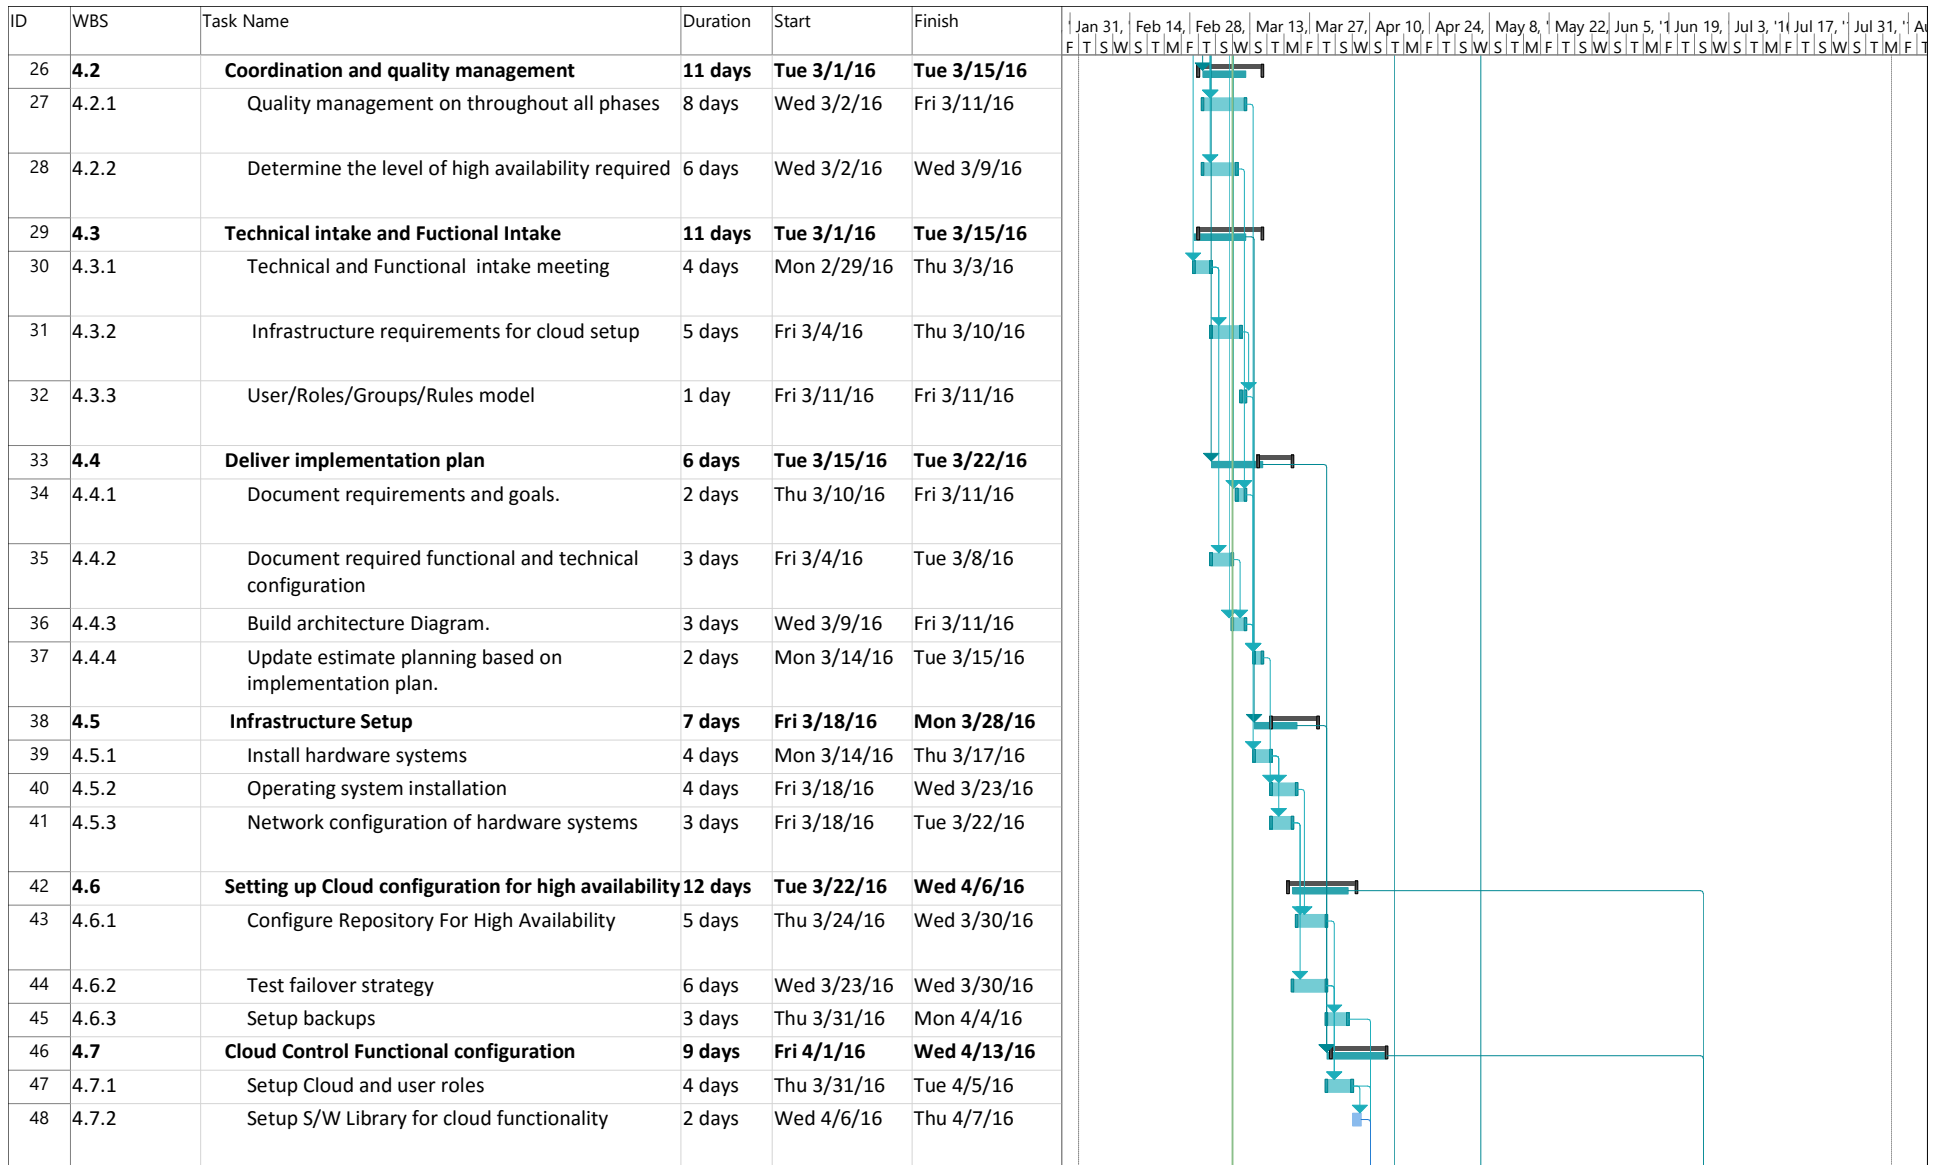 ID WBS Task Name Duration Start Finish
Jan 31, ' Feb 14, Feb 28, Mar 13, Mar 27, Apr 10, Apr 24, May 8, ' May 22, Jun 5, '1 Jun 19, Jul 3, '1( Jul 17, '1 Jul 31, '1 Au
F T S W S T M F T S W S T M F T S W S T M F T S W S T M F T S W S T M F T S W S T M F T S W S T M F T
26 4.2 Coordination and quality management 11 days Tue 3/1/16 Tue 3/15/16
27 4.2.1 Quality management on throughout all phases 8 days Wed 3/2/16 Fri 3/11/16
28 4.2.2 Determine the level of high availability required 6 days Wed 3/2/16 Wed 3/9/16
29 4.3 Technical intake and Fuctional Intake 11 days Tue 3/1/16 Tue 3/15/16
30 4.3.1 Technical and Functional intake meeting 4 days Mon 2/29/16 Thu 3/3/16
31 4.3.2 Infrastructure requirements for cloud setup 5 days Fri 3/4/16 Thu 3/10/16
32 4.3.3 User/Roles/Groups/Rules model 1 day Fri 3/11/16 Fri 3/11/16
33 4.4 Deliver implementation plan 6 days Tue 3/15/16 Tue 3/22/16
34 4.4.1 Document requirements and goals. 2 days Thu 3/10/16 Fri 3/11/16
35 4.4.2 Document required functional and technical 3 days Fri 3/4/16 Tue 3/8/16
configuration
36 4.4.3 Build architecture Diagram. 3 days Wed 3/9/16 Fri 3/11/16
37 4.4.4 Update estimate planning based on 2 days Mon 3/14/16 Tue 3/15/16
implementation plan.
38 4.5 Infrastructure Setup 7 days Fri 3/18/16 Mon 3/28/16
39 4.5.1 Install hardware systems 4 days Mon 3/14/16 Thu 3/17/16
40 4.5.2 Operating system installation 4 days Fri 3/18/16 Wed 3/23/16
41 4.5.3 Network configuration of hardware systems 3 days Fri 3/18/16 Tue 3/22/16
42 4.6 Setting up Cloud configuration for high availability 12 days Tue 3/22/16 Wed 4/6/16
43 4.6.1 Configure Repository For High Availability 5 days Thu 3/24/16 Wed 3/30/16
44 4.6.2 Test failover strategy 6 days Wed 3/23/16 Wed 3/30/16
45 4.6.3 Setup backups 3 days Thu 3/31/16 Mon 4/4/16
46 4.7 Cloud Control Functional configuration 9 days Fri 4/1/16 Wed 4/13/16
47 4.7.1 Setup Cloud and user roles 4 days Thu 3/31/16 Tue 4/5/16
48 4.7.2 Setup S/W Library for cloud functionality 2 days Wed 4/6/16 Thu 4/7/16